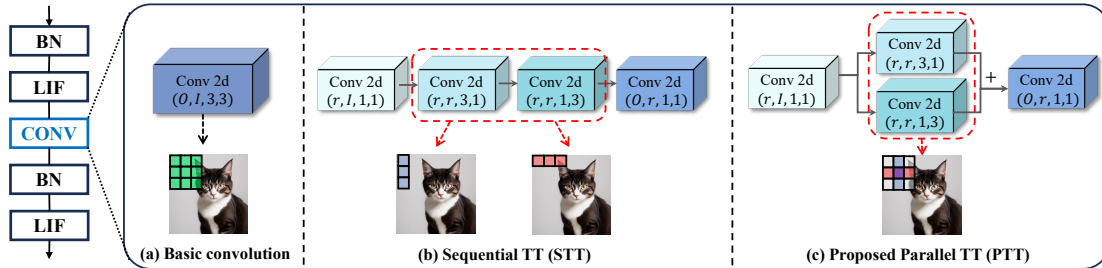 BN
LIF
CONV
BN
LIF
Conv 2d
(O, I, 3,3)
(a) Basic convolution
Conv 2d
(r, I, 1,1)
Conv 2d
(r, r, 3,1)
Conv 2d
(r, r, 1,3)
Conv 2d
(O, r, 1,1)
(b) Sequential TT (STT)
Conv 2d
(r, I, 1,1)
Conv 2d
(r, r, 3,1)
Conv 2d
(r, r, 1,3)
+
Conv 2d
(O, r, 1,1)
(c) Proposed Parallel TT (PTT)